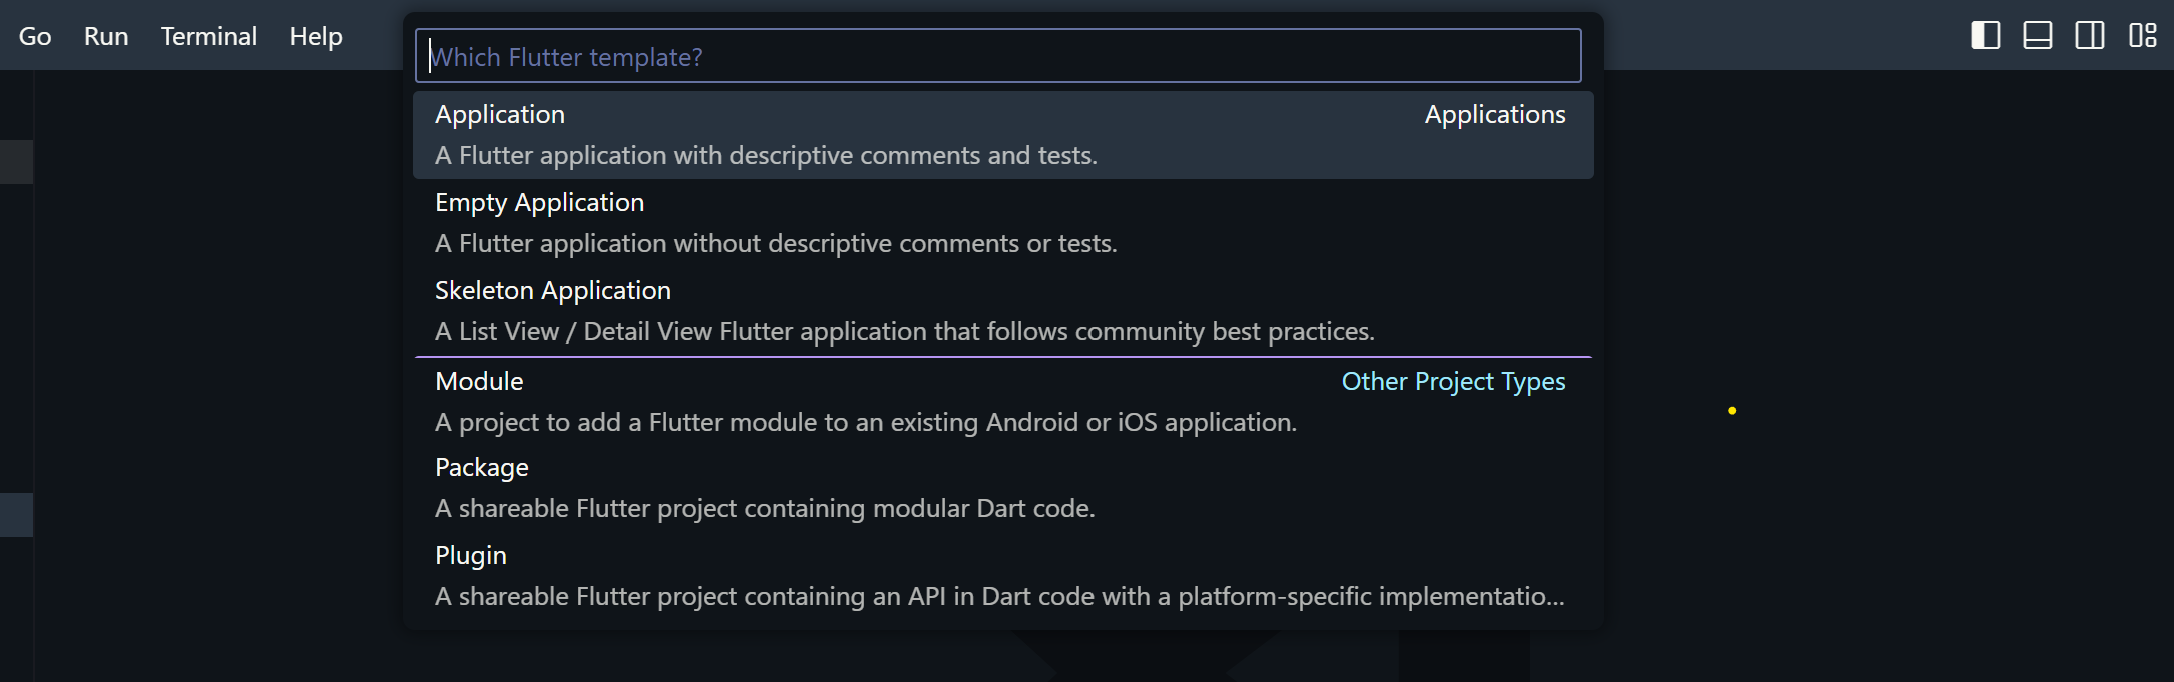 Go Run Terminal Help
Which Flutter template?
Application Applications
A Flutter application with descriptive comments and tests.
Empty Application
A Flutter application without descriptive comments or tests.
Skeleton Application
A List View / Detail View Flutter application that follows community best practices.
Module Other Project Types
A project to add a Flutter module to an existing Android or iOS application.
Package
A shareable Flutter project containing modular Dart code.
Plugin
A shareable Flutter project containing an API in Dart code with a platform-specific implementatio...